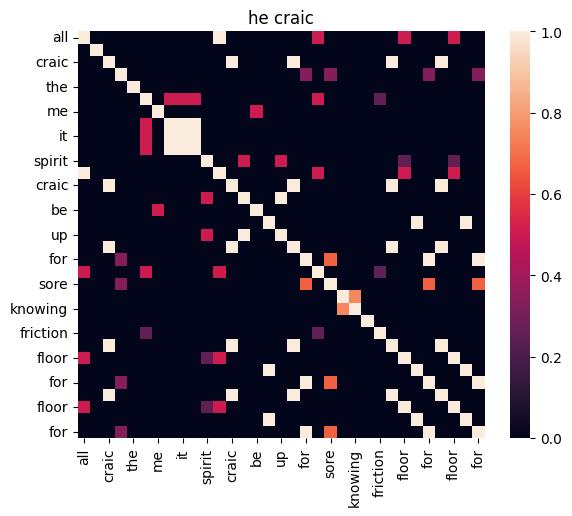 he craic
all
craic
the
me
it
spirit
craic
be
up
for
sore
knowing
friction
floor
for
floor
for
1.0
0.8
0.6
0.4
0.2
0.0
all craic the me it spirit craic be up for sore knowing friction floor for floor for